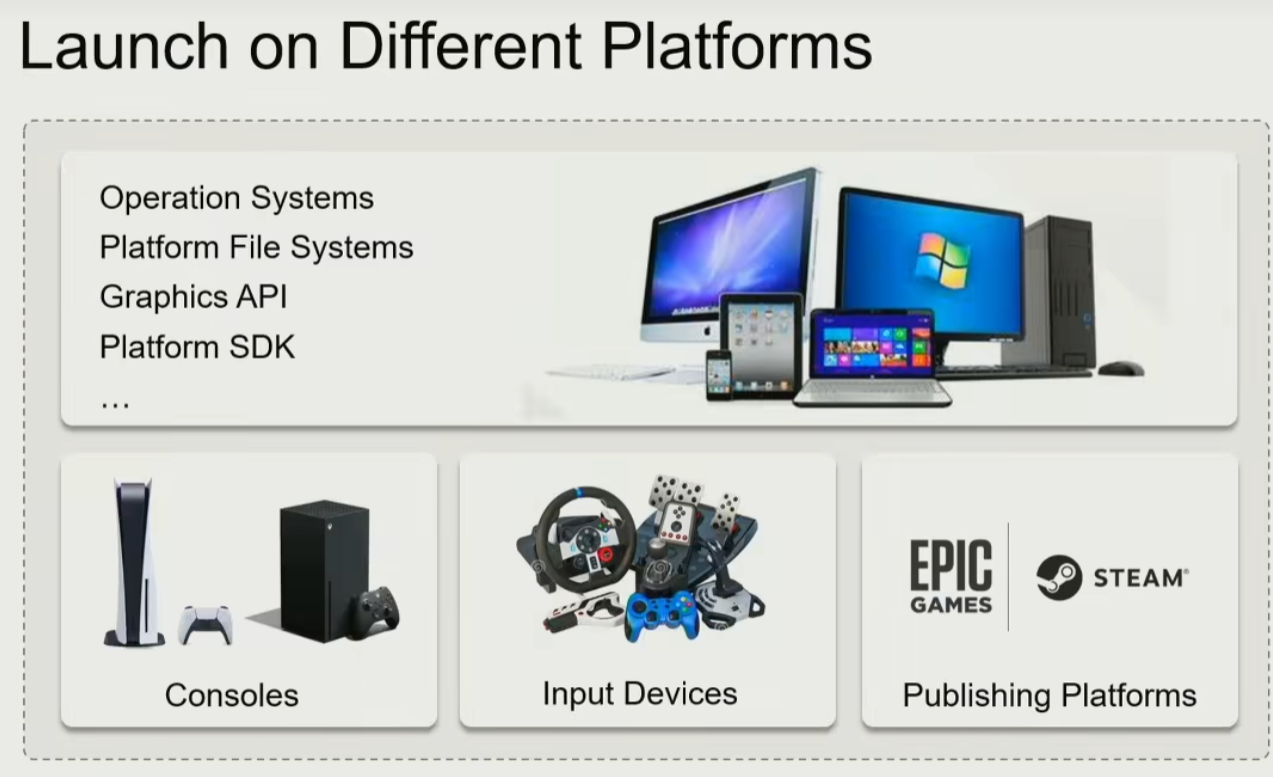 Launch on Different Platforms
Operation Systems
Platform File Systems
Graphics API
Platform SDK
...
Consoles
Input Devices
EPIC
GAMES
STEAM®
Publishing Platforms